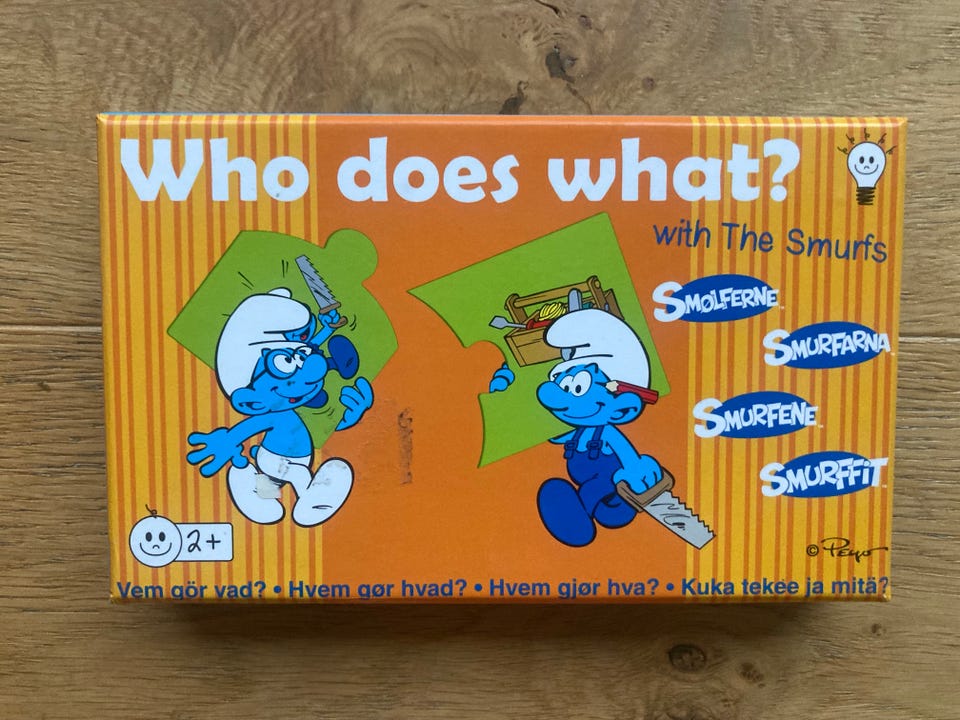 Who does what?
with The Smurfs
SMØLFERNE
SMURFARNA
SMURFENE
SMURFFIT
2+
© Peyo
Vem gör vad? • Hvem gør hvad? • Hvem gjør hva? • Kuka tekee ja mitä?